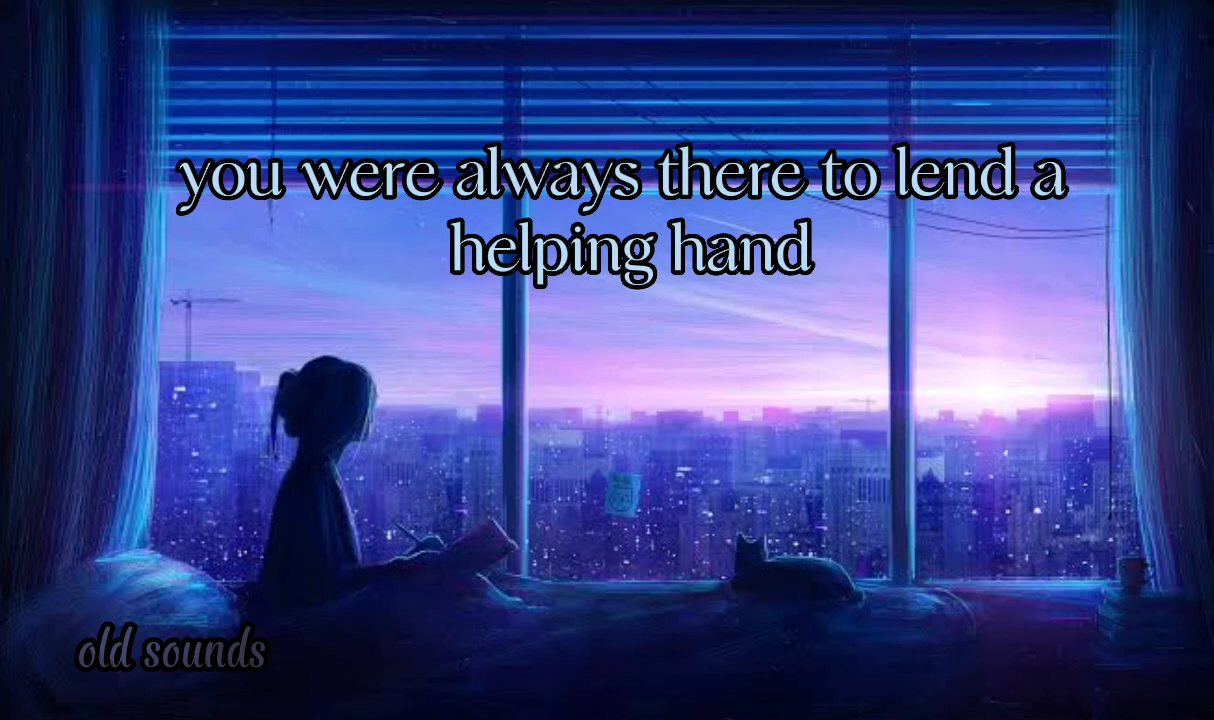 you were always there to lend a
helping hand
old sounds